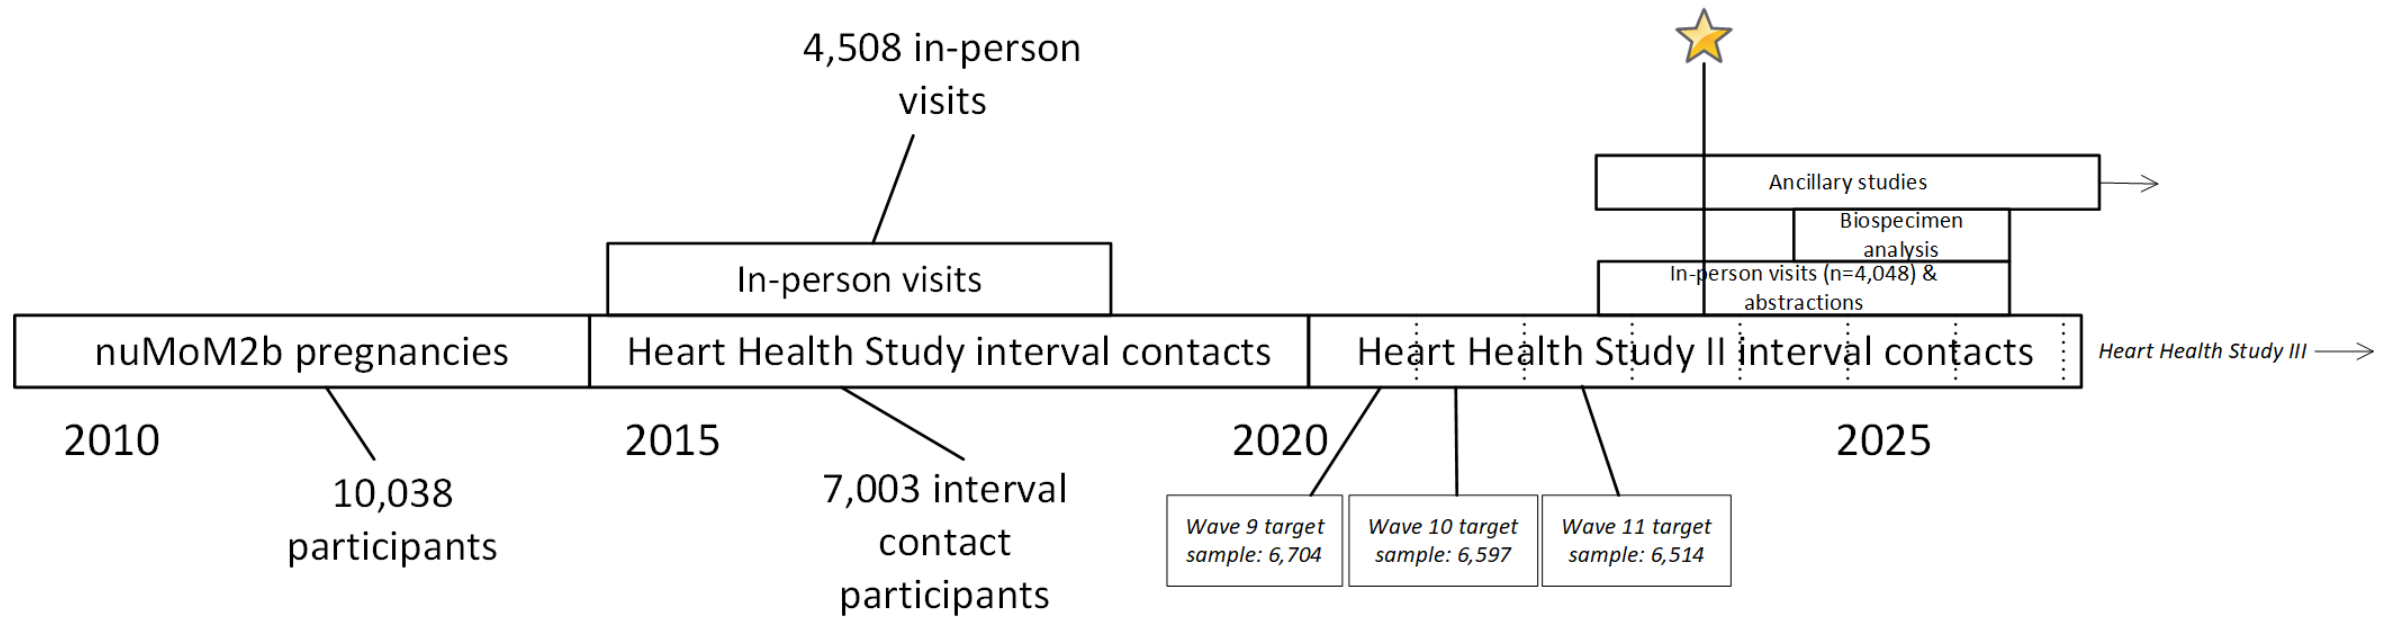 4,508 in-person
visits
Ancillary studies
Biospecimen
analysis
In-person visits
In-person visits (n=4,048) &
abstractions
nuMoM2b pregnancies
Heart Health Study interval contacts
Heart Health Study II interval contacts
Heart Health Study III
2010
2015
2020
2025
10,038
participants
7,003 interval
contact
participants
Wave 9 target
sample: 6,704
Wave 10 target
sample: 6,597
Wave 11 target
sample: 6,514